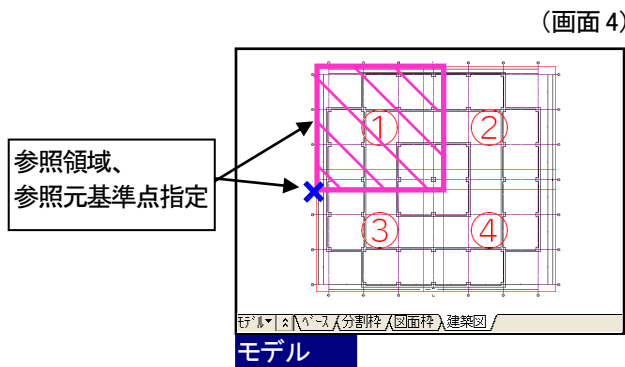 （画面 4）
①
②
参照領域、
参照元基準点指定
③
④
ﾓﾃﾞﾙ
ﾍﾞｰｽ
分割枠
図面枠
建築図
モデル